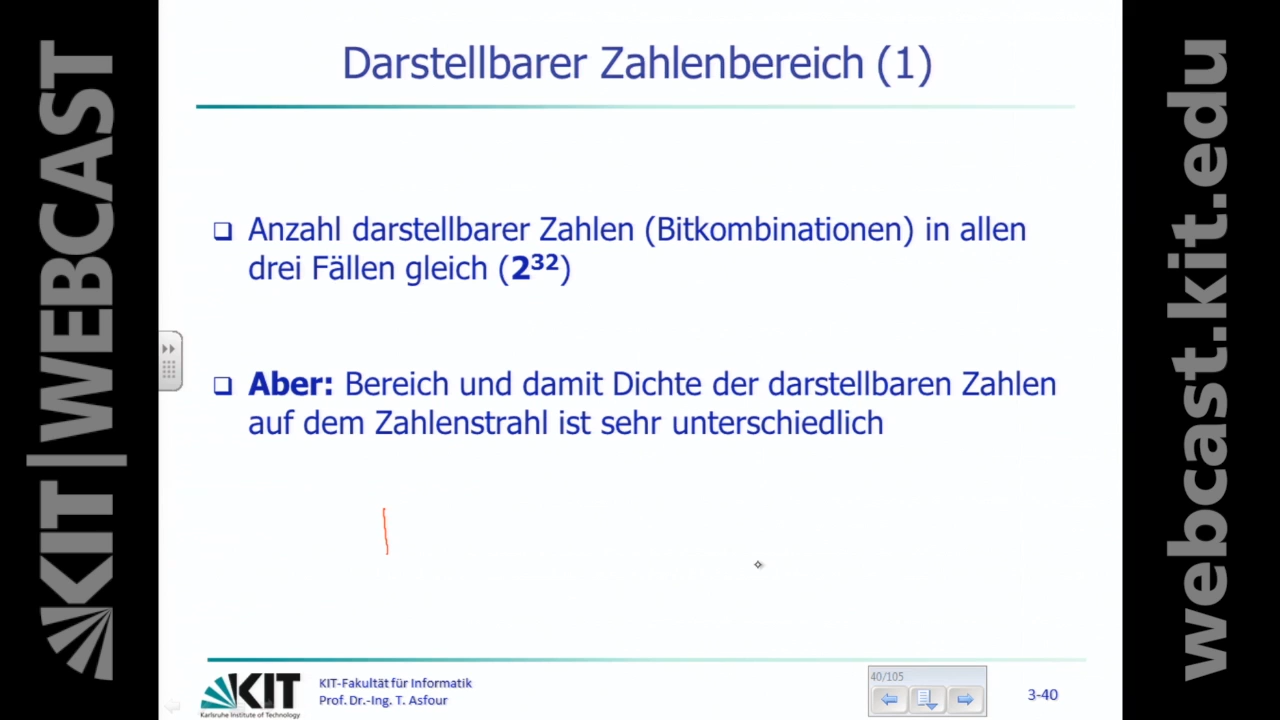 KIT|WEBCAST
Darstellbarer Zahlenbereich (1)
❑ Anzahl darstellbarer Zahlen (Bitkombinationen) in allen
drei Fällen gleich (2³²)
❑ Aber: Bereich und damit Dichte der darstellbaren Zahlen
auf dem Zahlenstrahl ist sehr unterschiedlich
KIT
Karlsruhe Institute of Technology
KIT-Fakultät für Informatik
Prof. Dr.-Ing. T. Asfour
40/105
3-40
webcast.kit.edu